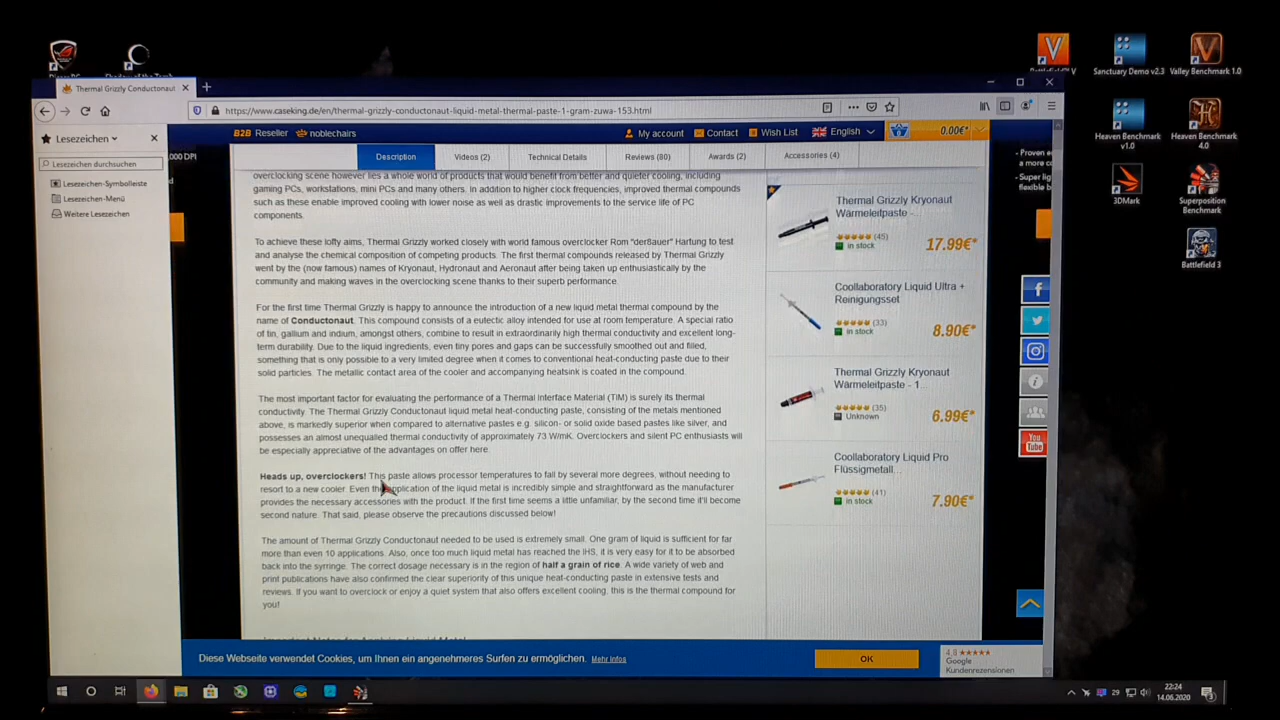 Sanctuary Demo v2.3
Valley Benchmark 1.0
Heaven Benchmark v1.0
Heaven Benchmark 4.0
3DMark
Superposition Benchmark
Battlefield 3
Thermal Grizzly Conductonaut
https://www.caseking.de/en/thermal-grizzly-conductonaut-liquid-metal-thermal-paste-1-gram-zuwa-153.html
Lesezeichen
Lesezeichen durchsuchen
Lesezeichen-Symbolleiste
Lesezeichen-Menü
Weitere Lesezeichen
,000 DPI
B2B Reseller
noblechairs
My account
Contact
Wish List
English
0.00€*
Description
Videos (2)
Technical Details
Reviews (80)
Awards (2)
Accessories (4)
overclocking scene however lies a whole world of products that would benefit from better and quieter cooling, including
gaming PCs, workstations, mini PCs and many others. In addition to higher clock frequencies, improved thermal compounds
such as these enable improved cooling with lower noise as well as drastic improvements to the service life of PC
components.
To achieve these lofty aims, Thermal Grizzly worked closely with world famous overclocker Rom "der8auer" Hartung to test
and analyse the chemical composition of competing products. The first thermal compounds released by Thermal Grizzly
went by the (now famous) names of Kryonaut, Hydronaut and Aeronaut after being taken up enthusiastically by the
community and making waves in the overclocking scene thanks to their superb performance.
For the first time Thermal Grizzly is happy to announce the introduction of a new liquid metal thermal compound by the
name of Conductonaut. This compound consists of a eutectic alloy intended for use at room temperature. A special ratio
of tin, gallium and indium, amongst others, combine to result in extraordinarily high thermal conductivity and excellent long-
term durability. Due to the liquid ingredients, even tiny pores and gaps can be successfully smoothed out and filled,
something that is only possible to a very limited degree when it comes to conventional heat-conducting paste due to their
solid particles. The metallic contact area of the cooler and accompanying heatsink is coated in the compound.
The most important factor for evaluating the performance of a Thermal Interface Material (TIM) is surely its thermal
conductivity. The Thermal Grizzly Conductonaut liquid metal heat-conducting paste, consisting of the metals mentioned
above, is markedly superior when compared to alternative pastes e.g. silicon- or solid oxide based pastes like silver, and
possesses an almost unequalled thermal conductivity of approximately 73 W/mK. Overclockers and silent PC enthusiasts will
be especially appreciative of the advantages on offer here.
Heads up, overclockers! This paste allows processor temperatures to fall by several more degrees, without needing to
resort to a new cooler. Even the application of the liquid metal is incredibly simple and straightforward as the manufacturer
provides the necessary accessories with the product. If the first time seems a little unfamiliar, by the second time it'll become
second nature. That said, please observe the precautions discussed below!
The amount of Thermal Grizzly Conductonaut needed to be used is extremely small. One gram of liquid is sufficient for far
more than even 10 applications. Also, once too much liquid metal has reached the IHS, it is very easy for it to be absorbed
back into the syringe. The correct dosage necessary is in the region of half a grain of rice. A wide variety of web and
print publications have also confirmed the clear superiority of this unique heat-conducting paste in extensive tests and
reviews. If you want to overclock or enjoy a quiet system that also offers excellent cooling, this is the thermal compound for
you!
Thermal Grizzly Kryonaut
Wärmeleitpaste -...
(45)
in stock
17.99€*
Coollaboratory Liquid Ultra +
Reinigungsset
(33)
in stock
8.90€*
Thermal Grizzly Kryonaut
Wärmeleitpaste - 1...
(35)
Unknown
6.99€*
Coollaboratory Liquid Pro
Flüssigmetall...
(41)
in stock
7.90€*
- Proven
a more
- Super
flexible
You
Tube
Diese Webseite verwendet Cookies, um Ihnen ein angenehmeres Surfen zu ermöglichen. Mehr Infos
OK
4.8
Google
Kundenrezensionen
29
22:24
14.06.2020